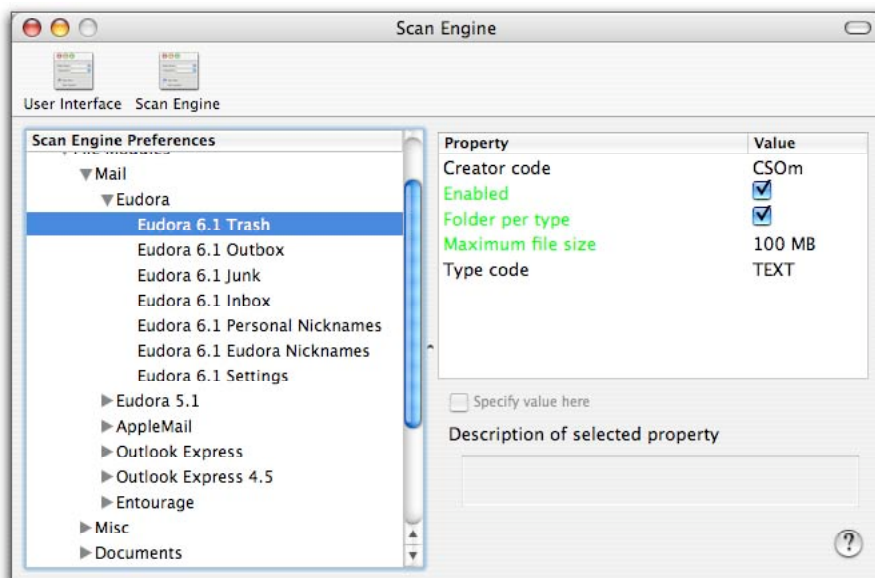 Scan Engine
User Interface Scan Engine
Scan Engine Preferences
Mail
Eudora
Eudora 6.1 Trash
Eudora 6.1 Outbox
Eudora 6.1 Junk
Eudora 6.1 Inbox
Eudora 6.1 Personal Nicknames
Eudora 6.1 Eudora Nicknames
Eudora 6.1 Settings
Eudora 5.1
AppleMail
Outlook Express
Outlook Express 4.5
Entourage
Misc
Documents
Property Value
Creator code CSOm
Enabled
Folder per type
Maximum file size 100 MB
Type code TEXT
Specify value here
Description of selected property
?